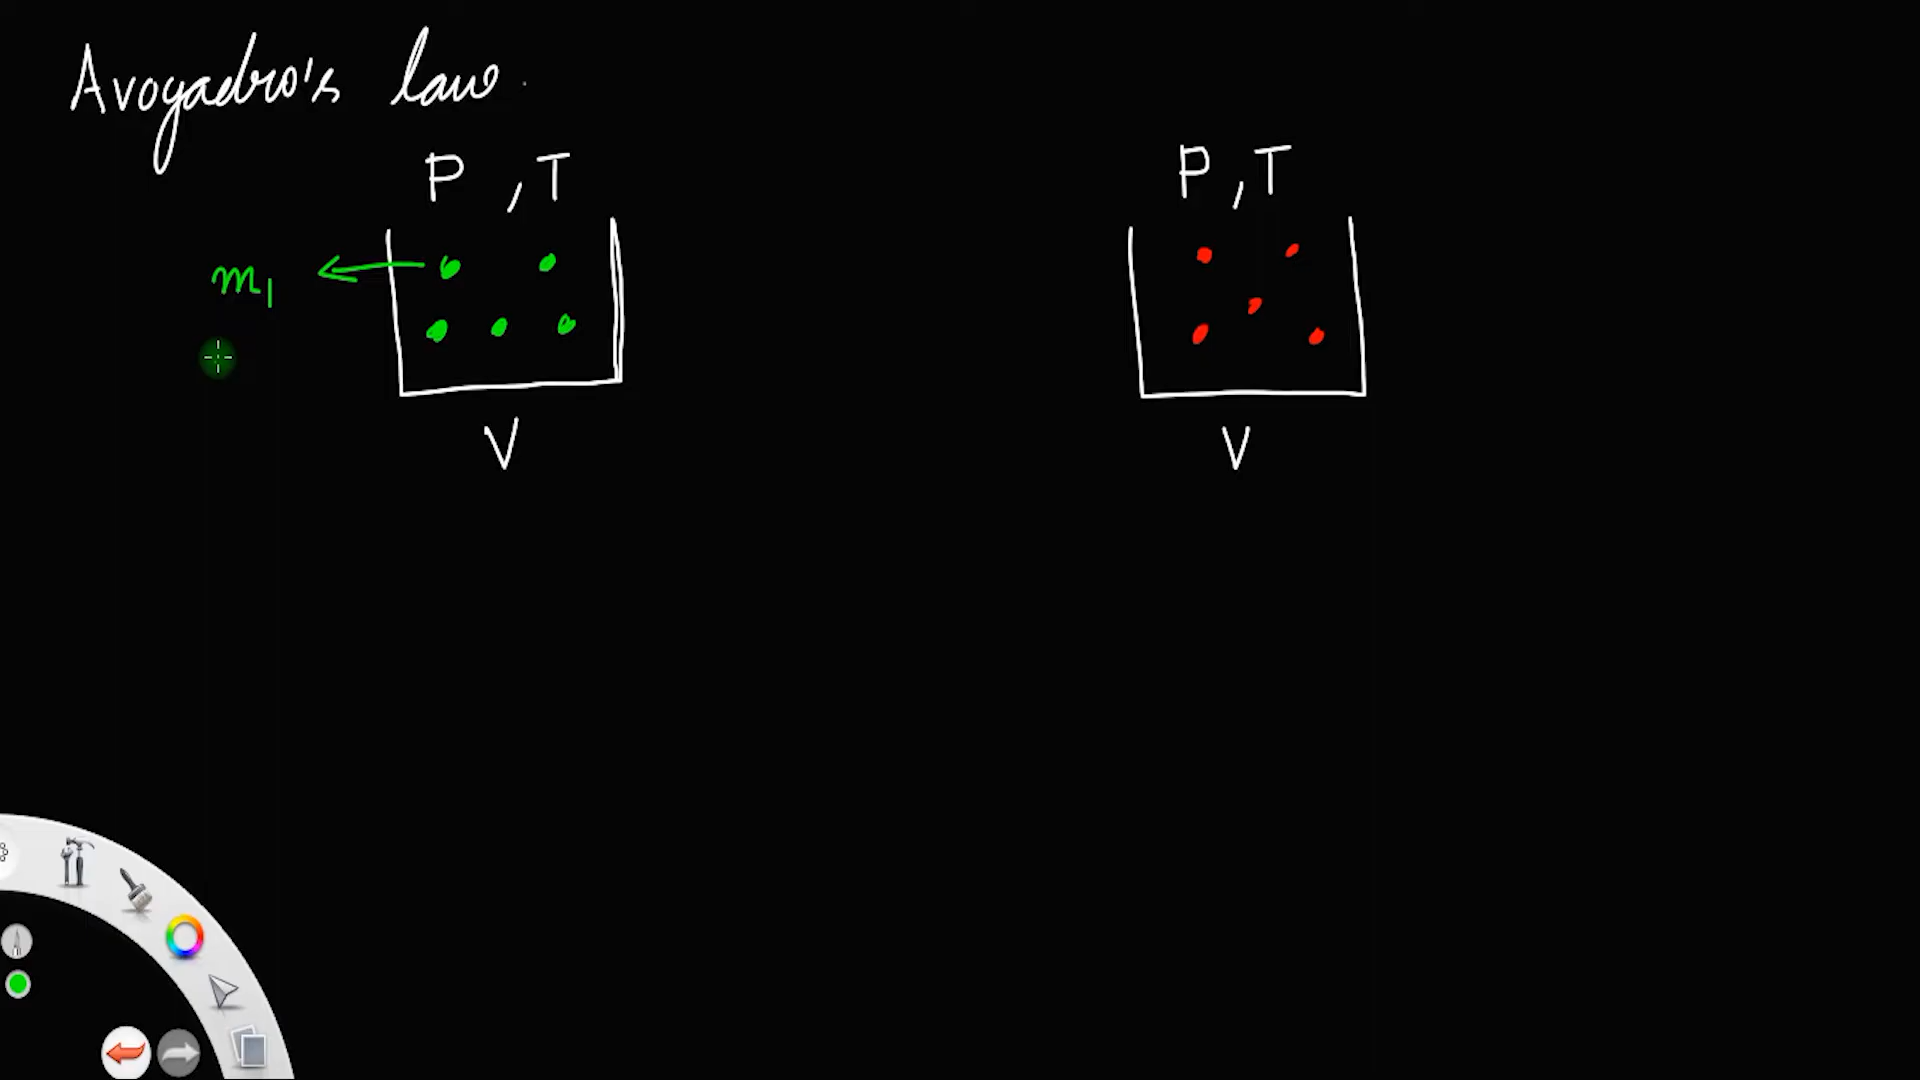 Avogadro's law.
P, T
P, T
m1
V
V